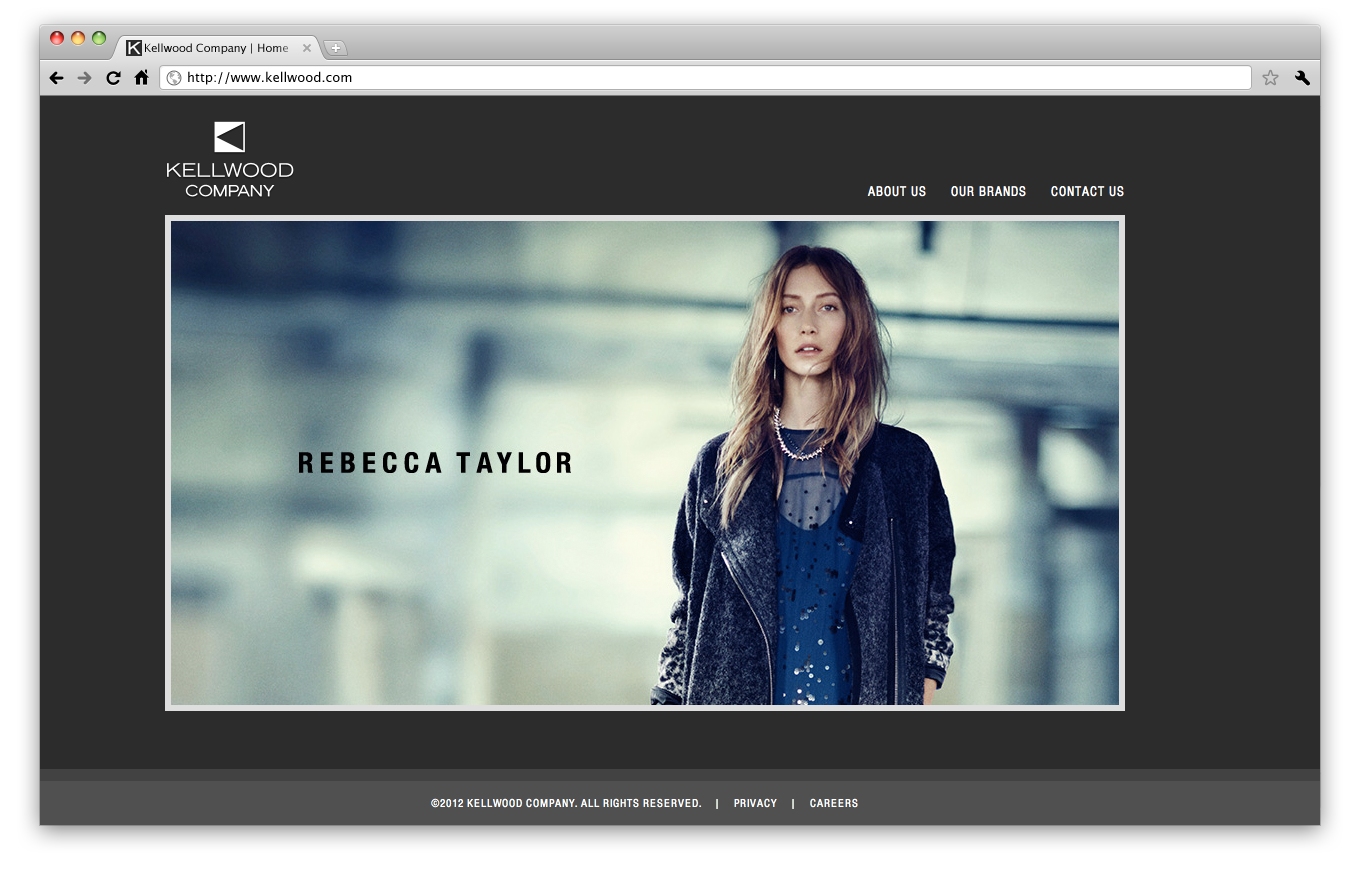 Kellwood Company | Home
http://www.kellwood.com
KELLWOOD
COMPANY
ABOUT US OUR BRANDS CONTACT US
REBECCA TAYLOR
©2012 KELLWOOD COMPANY. ALL RIGHTS RESERVED. | PRIVACY | CAREERS